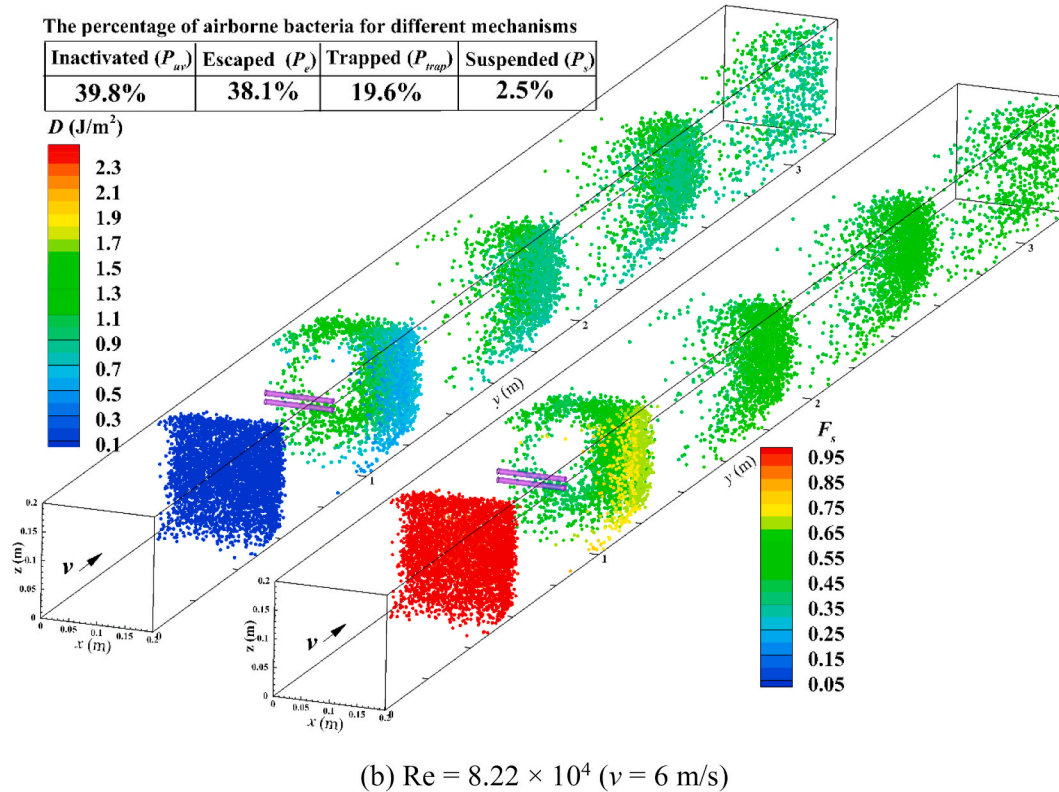 The percentage of airborne bacteria for different mechanisms
Inactivated (P_uv) Escaped (P_e) Trapped (P_trap) Suspended (P_s)
39.8% 38.1% 19.6% 2.5%
D (J/m²)
2.3
2.1
1.9
1.7
1.5
1.3
1.1
0.9
0.7
0.5
0.3
0.1
3
2
y (m)
1
0.2
0.15
0.1
0.05
0
z (m)
v
0 0.05 0.1 0.15 0.2
0
x (m)
3
2
y (m)
1
0.2
0.15
0.1
0.05
0
z (m)
v
0 0.05 0.1 0.15 0.2
0
x (m)
F_s
0.95
0.85
0.75
0.65
0.55
0.45
0.35
0.25
0.15
0.05
(b) Re = 8.22 × 10⁴ (v = 6 m/s)